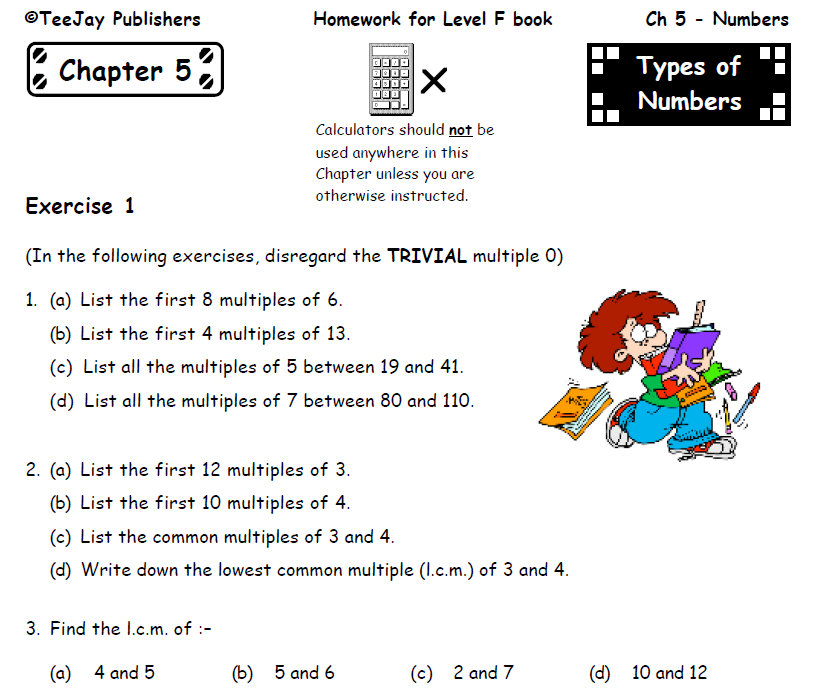 ©TeeJay Publishers Homework for Level F book Ch 5 - Numbers
Chapter 5
Types of
Numbers
Calculators should not be
used anywhere in this
Chapter unless you are
otherwise instructed.
Exercise 1
(In the following exercises, disregard the TRIVIAL multiple 0)
1. (a) List the first 8 multiples of 6.
(b) List the first 4 multiples of 13.
(c) List all the multiples of 5 between 19 and 41.
(d) List all the multiples of 7 between 80 and 110.
2. (a) List the first 12 multiples of 3.
(b) List the first 10 multiples of 4.
(c) List the common multiples of 3 and 4.
(d) Write down the lowest common multiple (l.c.m.) of 3 and 4.
3. Find the l.c.m. of :-
(a) 4 and 5 (b) 5 and 6 (c) 2 and 7 (d) 10 and 12